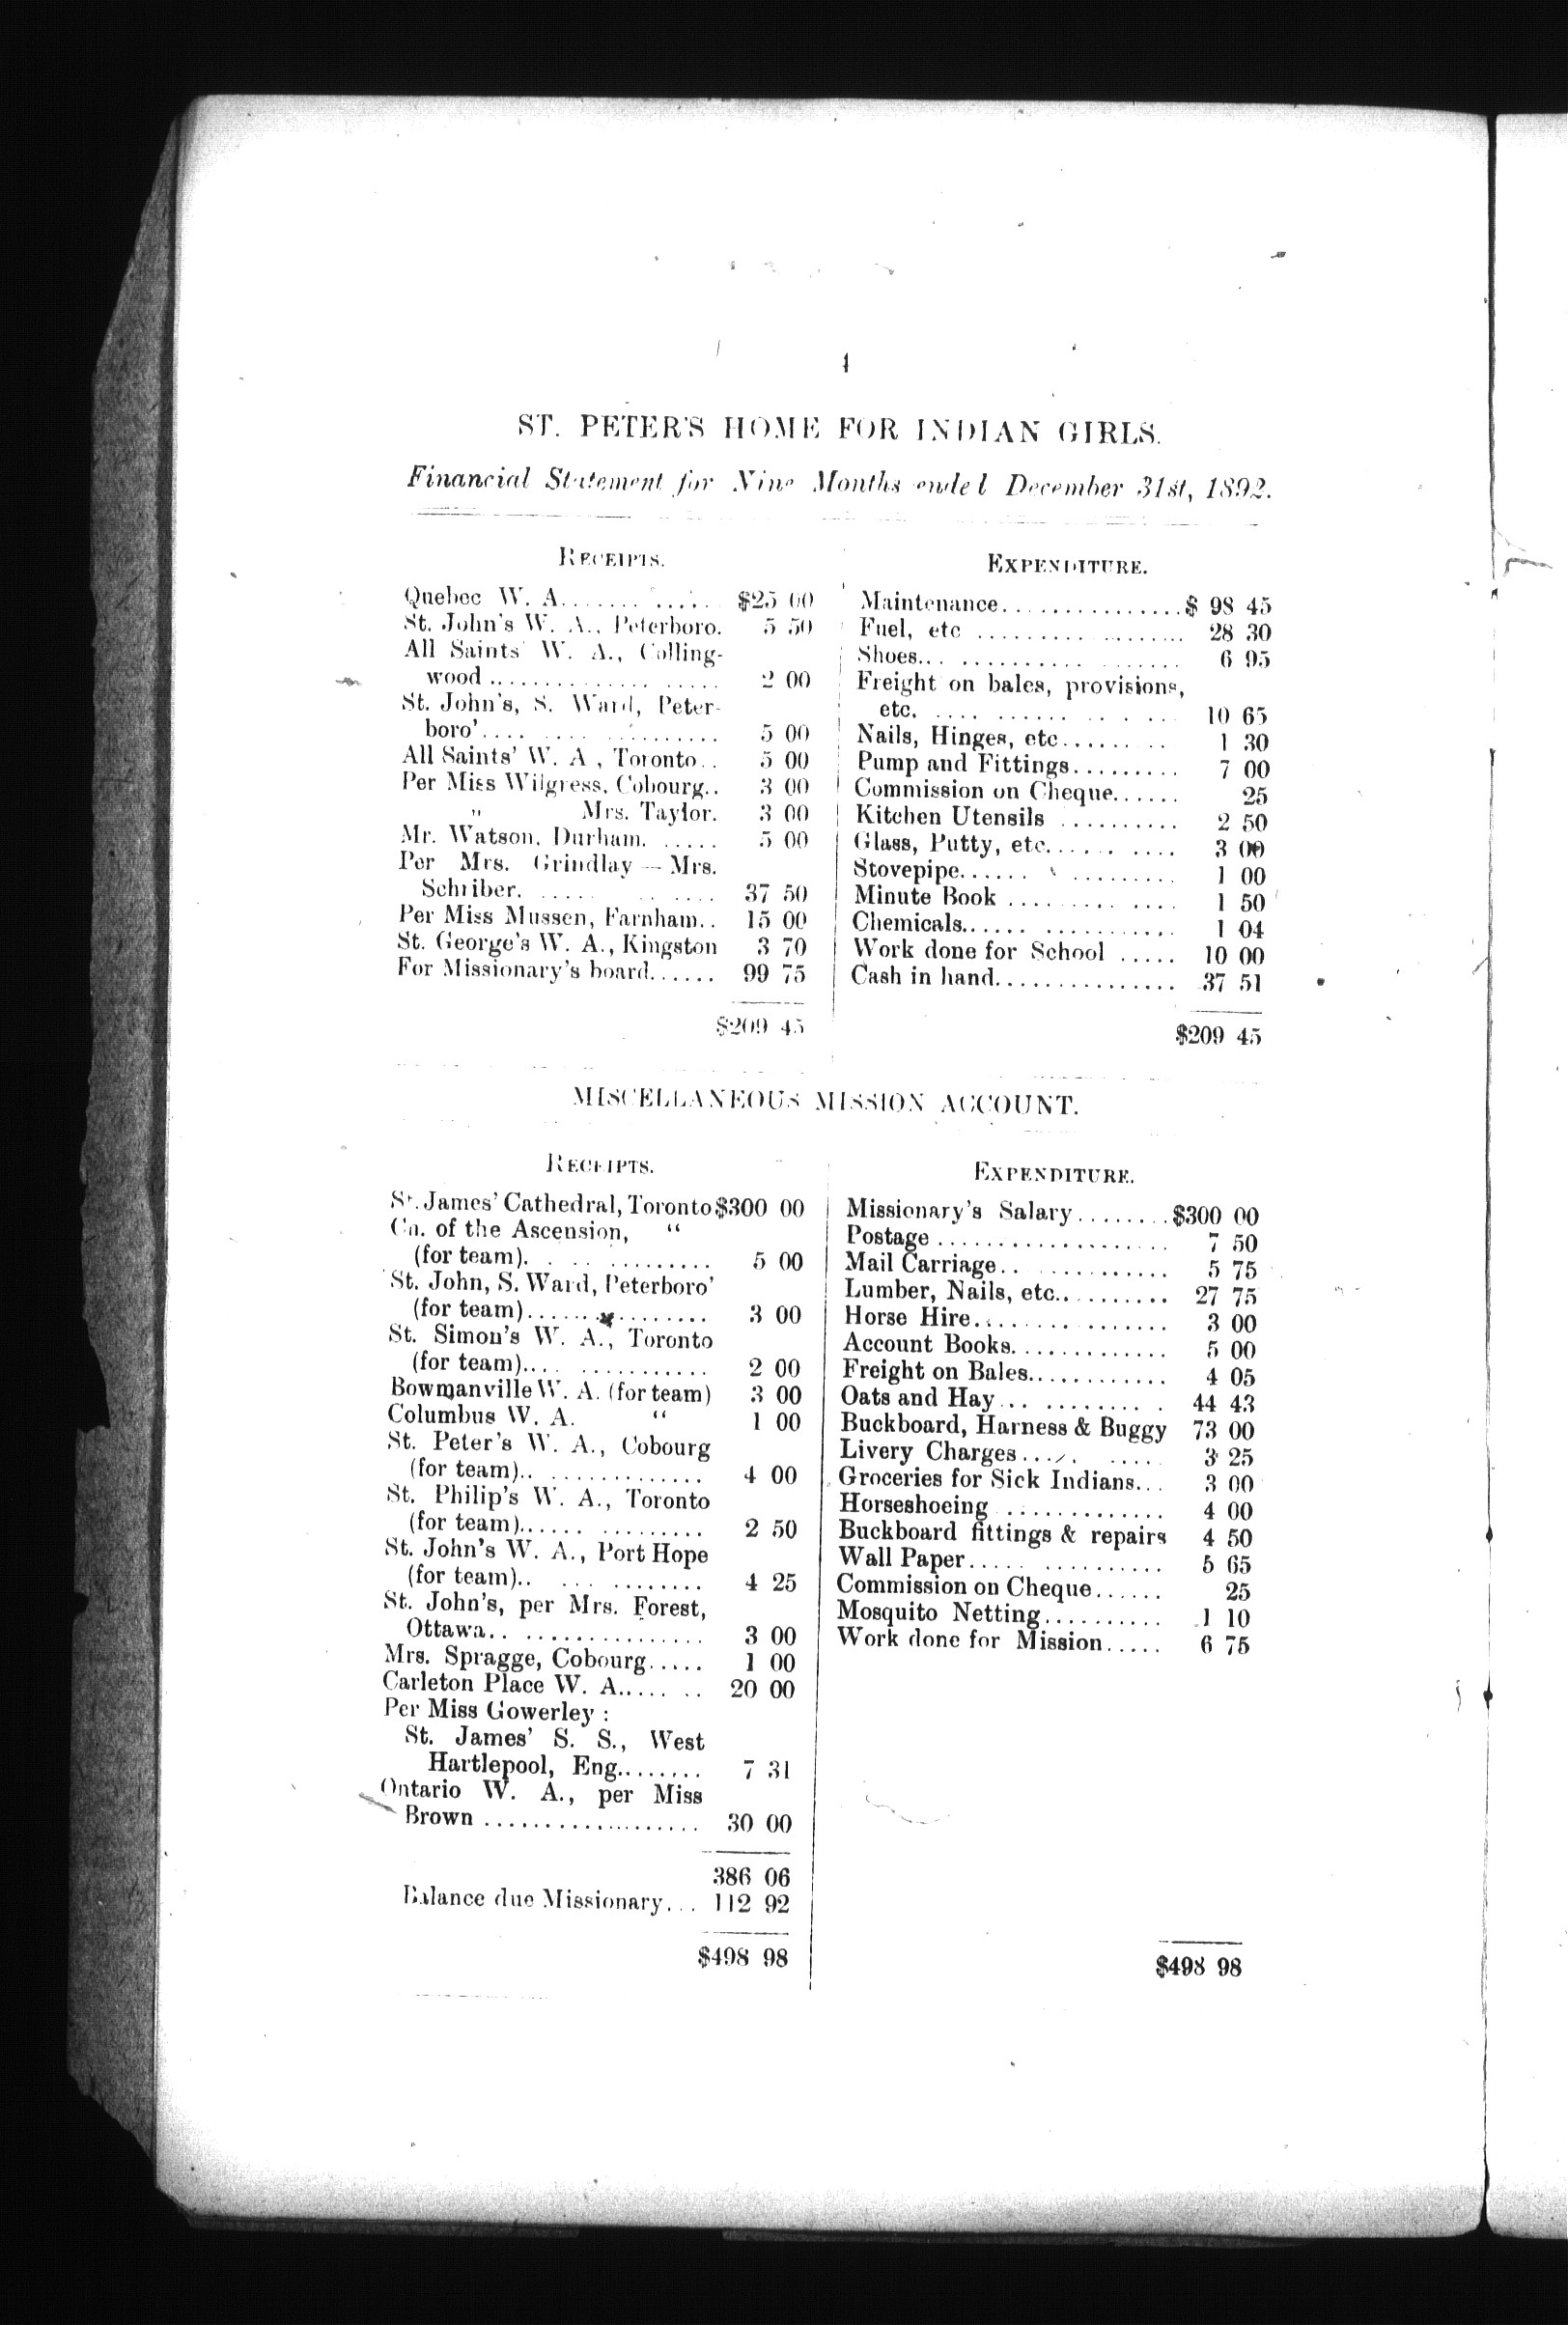 4
ST. PETER'S HOME FOR INDIAN GIRLS.
Financial Statement for Nine Months ended December 31st, 1892.
RECEIPTS.
Quebec W. A. ............ $25 00
St. John's W. A., Peterboro. 5 50
All Saints' W. A., Colling-
wood .................... 2 00
St. John's, S. Ward, Peter-
boro' ................... 5 00
All Saints' W. A , Toronto.. 5 00
Per Miss Wilgress, Cobourg.. 3 00
" Mrs. Taylor. 3 00
Mr. Watson, Durham. ...... 5 00
Per Mrs. Grindlay — Mrs.
Schriber. ............... 37 50
Per Miss Mussen, Farnham.. 15 00
St. George's W. A., Kingston 3 70
For Missionary's board...... 99 75
$209 45
EXPENDITURE.
Maintenance...............$ 98 45
Fuel, etc .................. 28 30
Shoes... .................. 6 95
Freight on bales, provisions,
etc. .................... 10 65
Nails, Hinges, etc......... 1 30
Pump and Fittings......... 7 00
Commission on Cheque...... 25
Kitchen Utensils .......... 2 50
Glass, Putty, etc.......... 3 00
Stovepipe...... .......... 1 00
Minute Book .............. 1 50
Chemicals................. 1 04
Work done for School ..... 10 00
Cash in hand............... 37 51
$209 45
MISCELLANEOUS MISSION ACCOUNT.
RECEIPTS.
St. James' Cathedral, Toronto $300 00
Ch. of the Ascension, "
(for team). .............. 5 00
St. John, S. Ward, Peterboro'
(for team)............... 3 00
St. Simon's W. A., Toronto
(for team)............... 2 00
Bowmanville W. A. (for team) 3 00
Columbus W. A. " 1 00
St. Peter's W. A., Cobourg
(for team).. ............. 4 00
St. Philip's W. A., Toronto
(for team)............... 2 50
St. John's W. A., Port Hope
(for team).. ............. 4 25
St. John's, per Mrs. Forest,
Ottawa.. ................ 3 00
Mrs. Spragge, Cobourg..... 1 00
Carleton Place W. A....... 20 00
Per Miss Gowerley :
St. James' S. S., West
Hartlepool, Eng........ 7 31
Ontario W. A., per Miss
Brown ................... 30 00
386 06
Balance due Missionary... 112 92
$498 98
EXPENDITURE.
Missionary's Salary........$300 00
Postage ................... 7 50
Mail Carriage.. ........... 5 75
Lumber, Nails, etc.......... 27 75
Horse Hire................ 3 00
Account Books............. 5 00
Freight on Bales............ 4 05
Oats and Hay... .......... 44 43
Buckboard, Harness & Buggy 73 00
Livery Charges.... ..... 3 25
Groceries for Sick Indians... 3 00
Horseshoeing ............. 4 00
Buckboard fittings & repairs 4 50
Wall Paper..... .......... 5 65
Commission on Cheque...... 25
Mosquito Netting.......... 1 10
Work done for Mission..... 6 75
$498 98